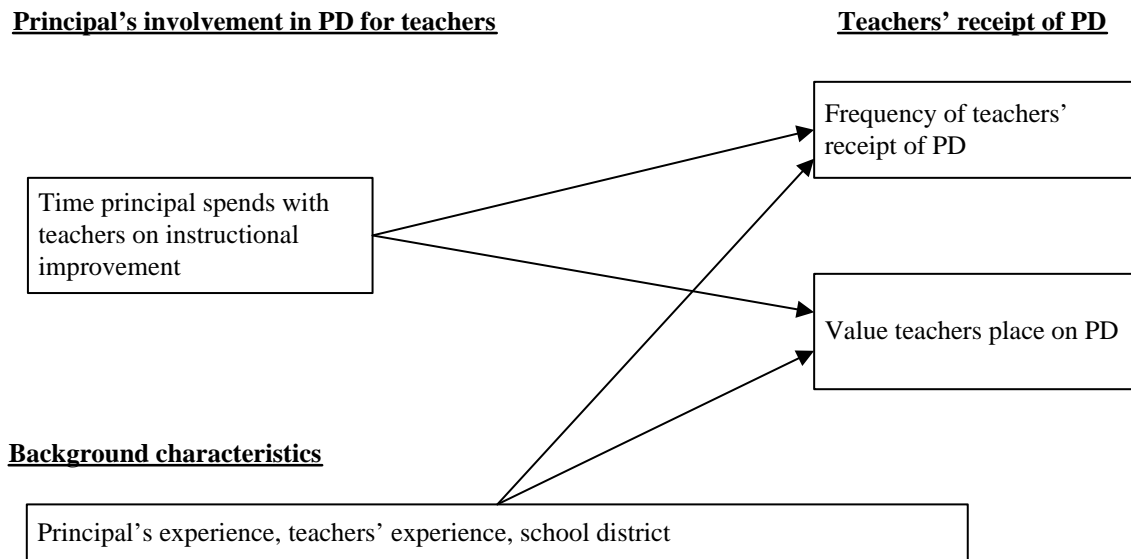 Principal’s involvement in PD for teachers
Teachers’ receipt of PD
Frequency of teachers’
receipt of PD
Time principal spends with
teachers on instructional
improvement
Value teachers place on PD
Background characteristics
Principal’s experience, teachers’ experience, school district